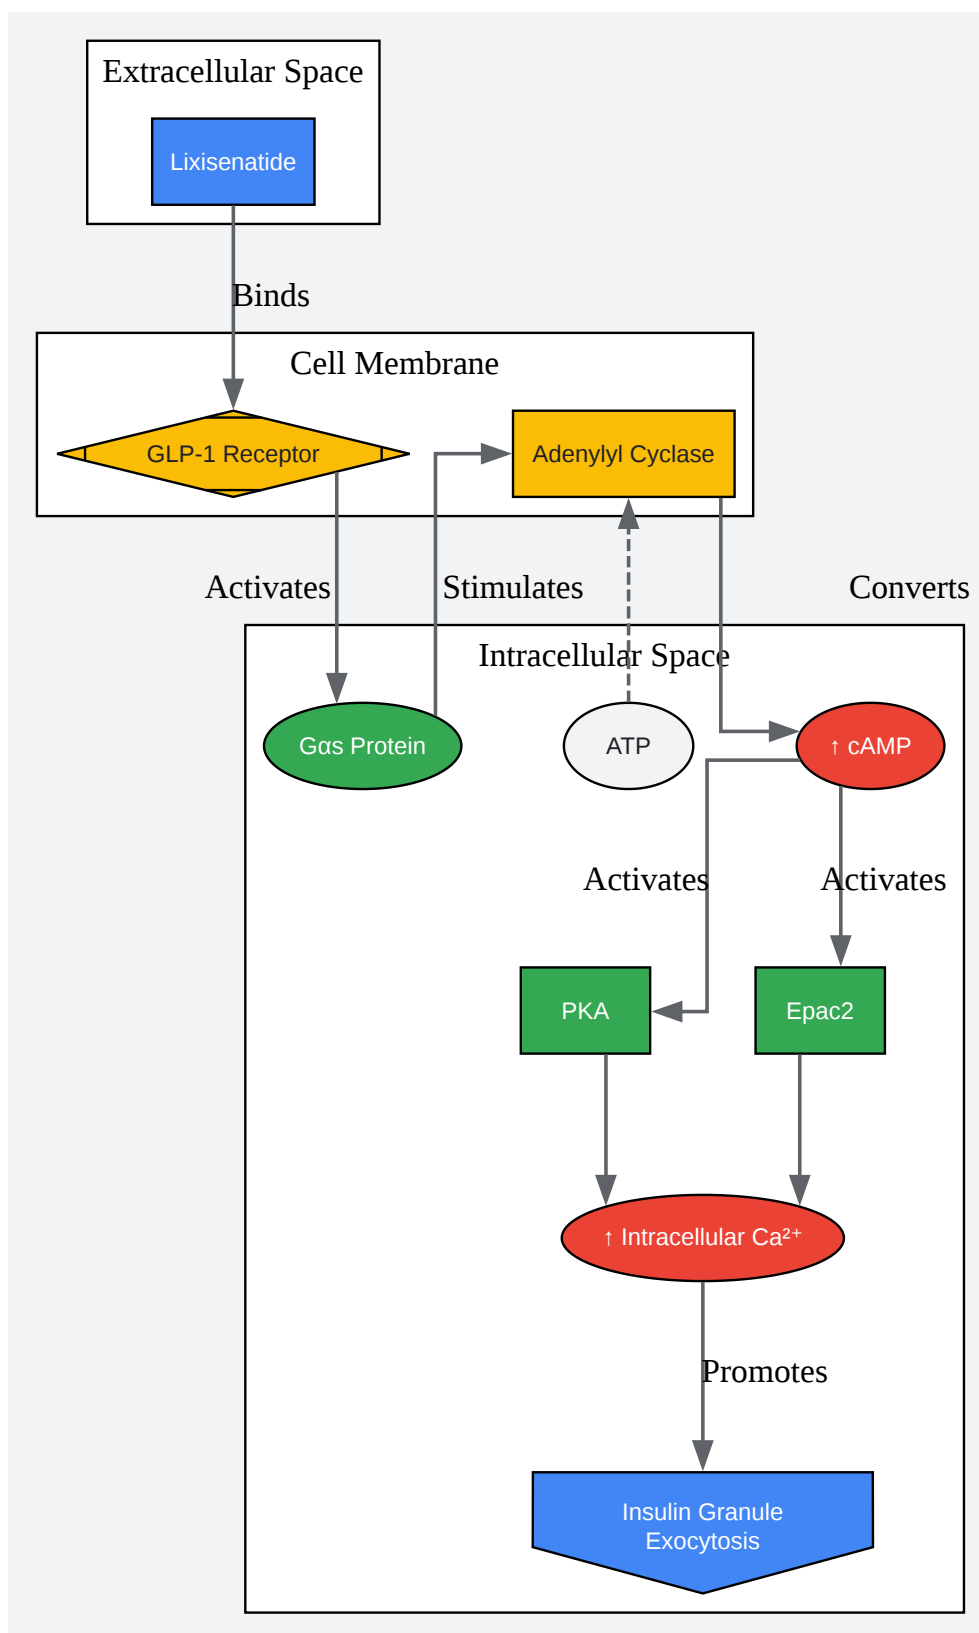 Extracellular Space
Lixisenatide
Binds
Cell Membrane
GLP-1 Receptor
Adenylyl Cyclase
Activates
Stimulates
Converts
Intracellular Space
Gαs Protein
ATP
↑ cAMP
Activates
Activates
PKA
Epac2
↑ Intracellular Ca²⁺
Promotes
Insulin Granule
Exocytosis